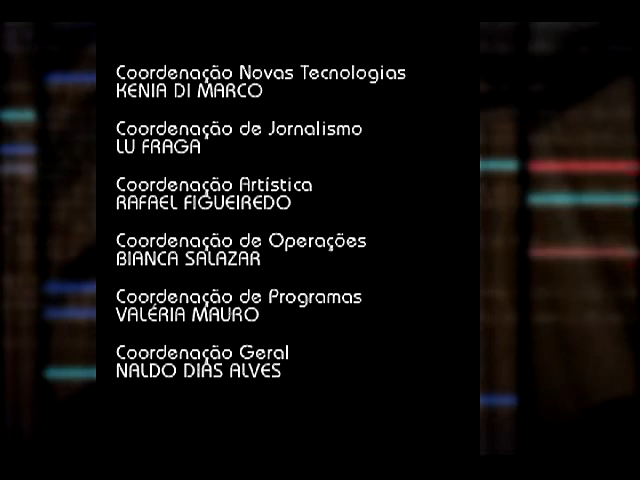 Coordenação Novas Tecnologias
KENIA DI MARCO
Coordenação de Jornalismo
LU FRAGA
Coordenação Artística
RAFAEL FIGUEIREDO
Coordenação de Operações
BIANCA SALAZAR
Coordenação de Programas
VALÉRIA MAURO
Coordenação Geral
NALDO DIAS ALVES